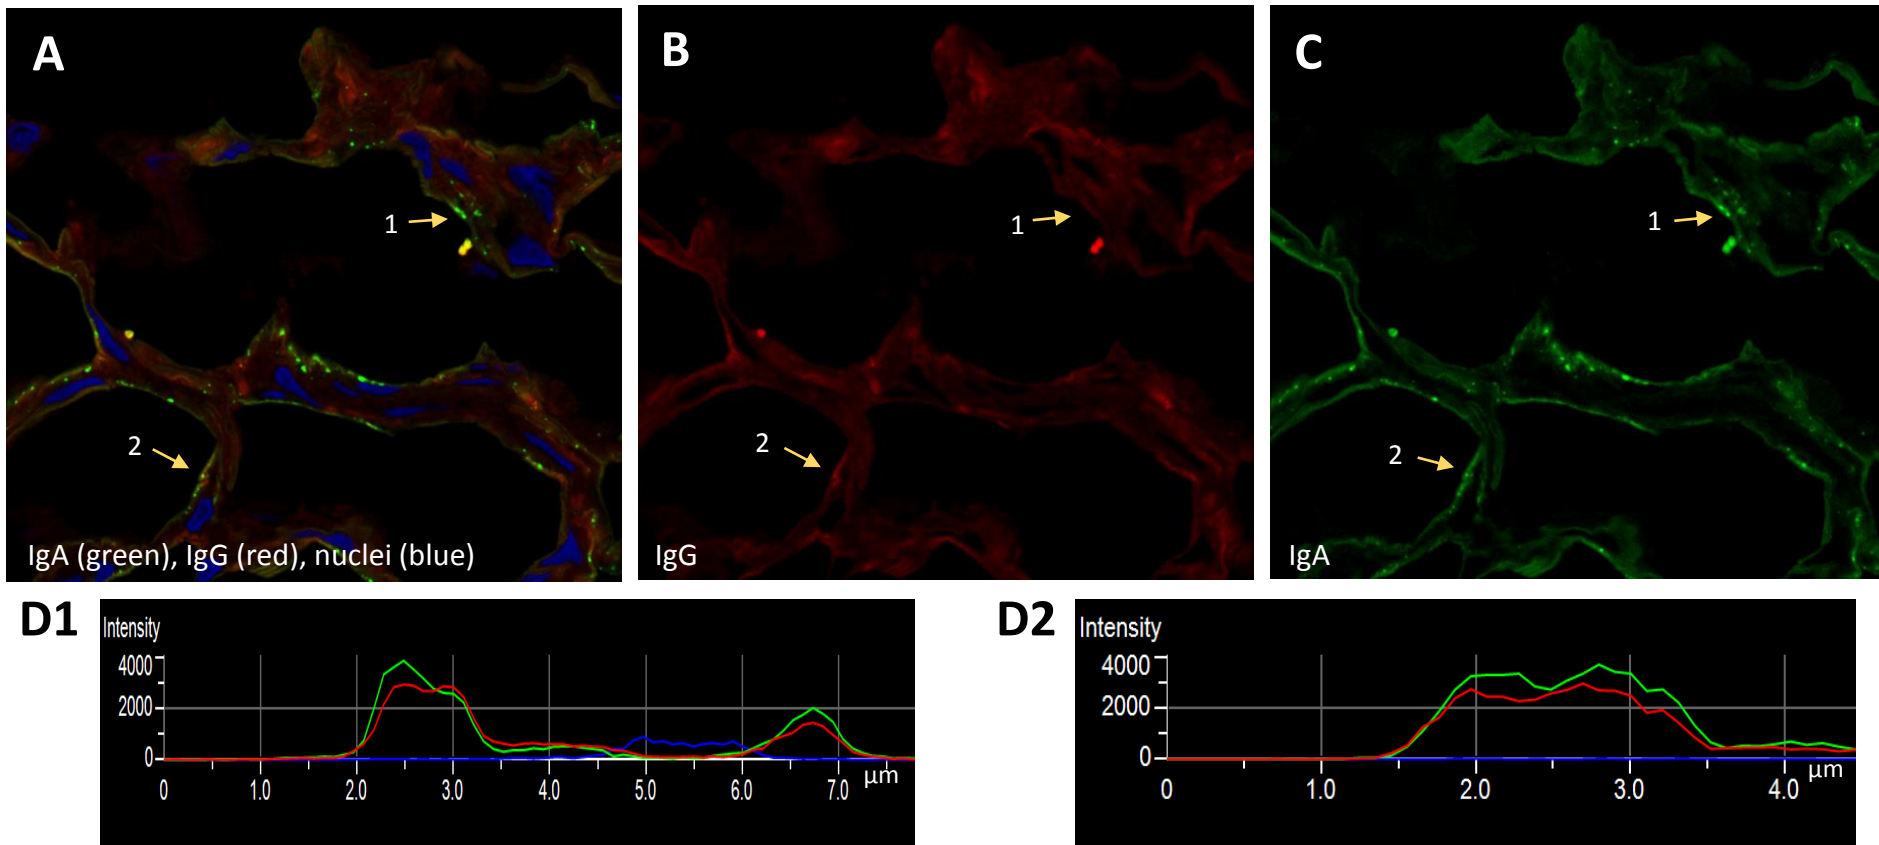 A
B
C
1
1
1
2
2
2
IgA (green), IgG (red), nuclei (blue)
IgG
IgA
D1
D2
Intensity
4000
2000
0
0 1.0 2.0 3.0 4.0 5.0 6.0 7.0 µm
Intensity
4000
2000
0
0 1.0 2.0 3.0 4.0 µm